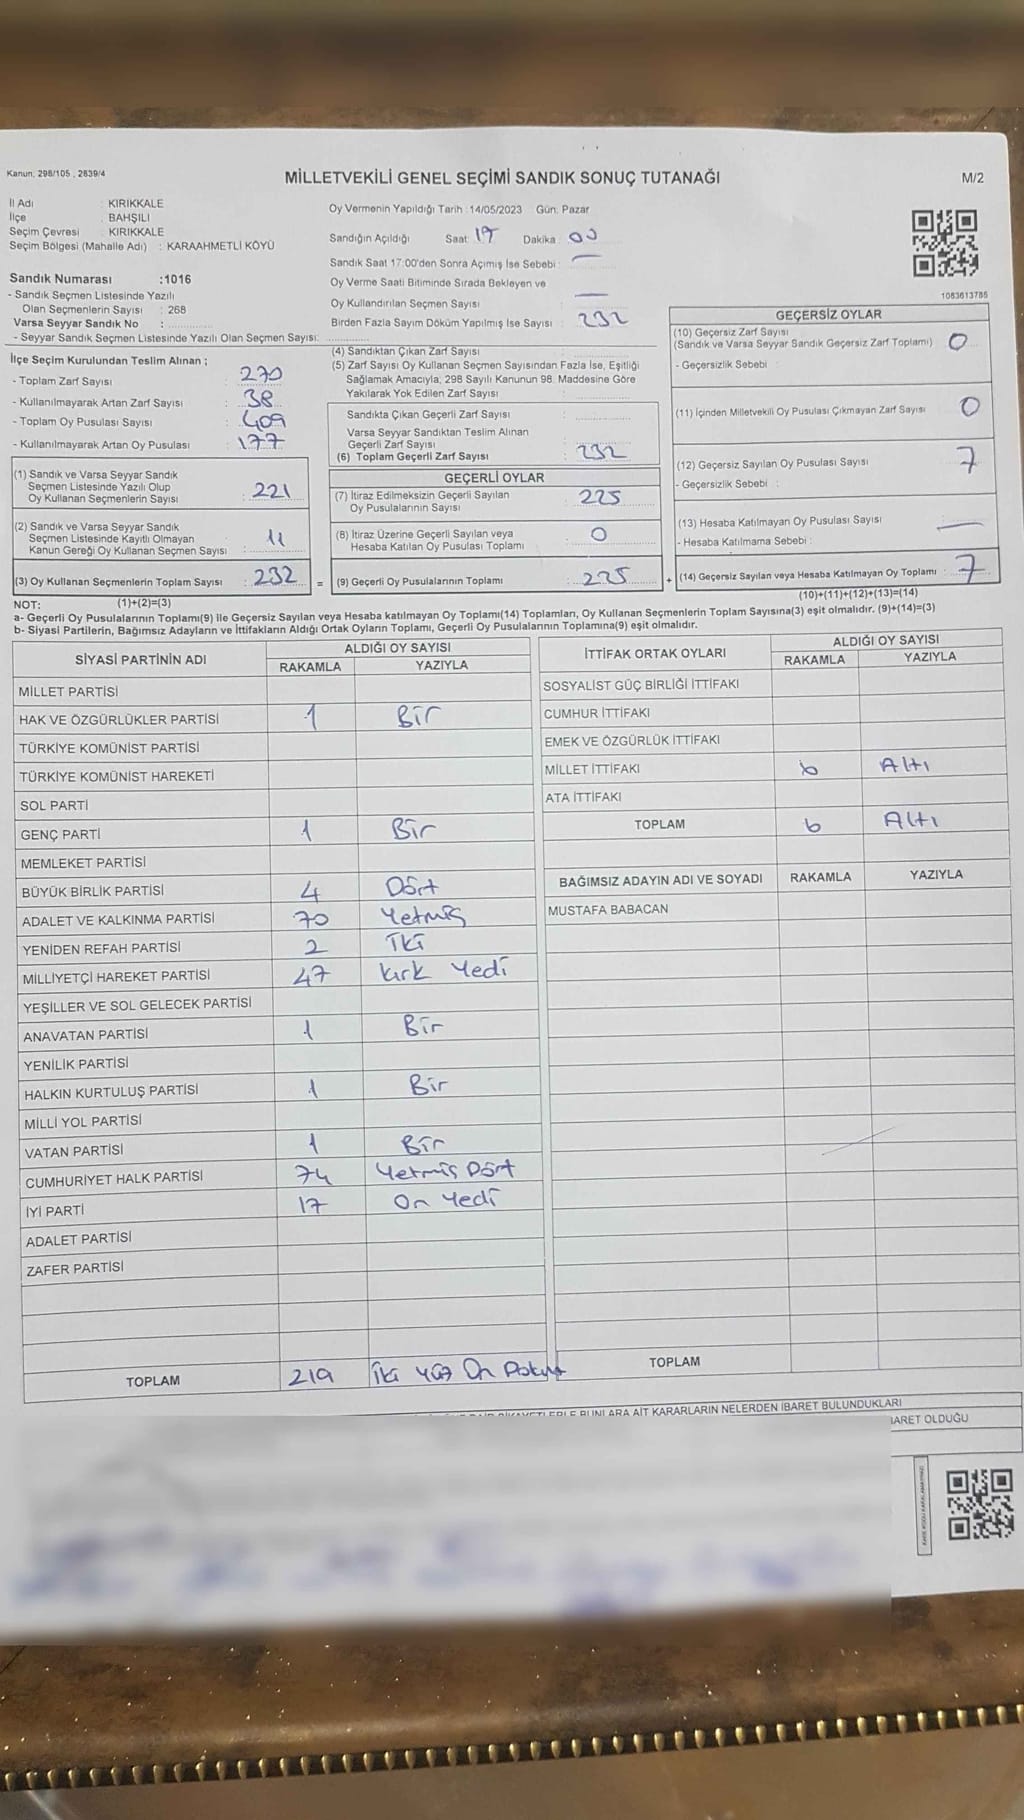 Kanun: 298/105 , 2839/4
MİLLETVEKİLİ GENEL SEÇİMİ SANDIK SONUÇ TUTANAĞI
M/2
İl Adı : KIRIKKALE
İlçe : BAHŞILI
Seçim Çevresi : KIRIKKALE
Seçim Bölgesi (Mahalle Adı) : KARAAHMETLİ KÖYÜ
Sandık Numarası :1016
- Sandık Seçmen Listesinde Yazılı
Olan Seçmenlerin Sayısı : 268
Varsa Seyyar Sandık No :
- Seyyar Sandık Seçmen Listesinde Yazılı Olan Seçmen Sayısı:
Oy Vermenin Yapıldığı Tarih :14/05/2023 Gün: Pazar
Sandığın Açıldığı Saat: 17 Dakika: 00
Sandık Saat 17:00'den Sonra Açımış İse Sebebi : —
Oy Verme Saati Bitiminde Sırada Bekleyen ve
Oy Kullandırılan Seçmen Sayısı : —
Birden Fazla Sayım Döküm Yapılmış İse Sayısı : 232
1083613785
İlçe Seçim Kurulundan Teslim Alınan ;
- Toplam Zarf Sayısı : 270
- Kullanılmayarak Artan Zarf Sayısı : 38
- Toplam Oy Pusulası Sayısı : 409
- Kullanılmayarak Artan Oy Pusulası : 177
(1) Sandık ve Varsa Seyyar Sandık
Seçmen Listesinde Yazılı Olup
Oy Kullanan Seçmenlerin Sayısı : 221
(2) Sandık ve Varsa Seyyar Sandık
Seçmen Listesinde Kayıtlı Olmayan
Kanun Gereği Oy Kullanan Seçmen Sayısı : 11
(3) Oy Kullanan Seçmenlerin Toplam Sayısı : 232
(4) Sandıktan Çıkan Zarf Sayısı :
(5) Zarf Sayısı Oy Kullanan Seçmen Sayısından Fazla İse, Eşitliği
Sağlamak Amacıyla, 298 Sayılı Kanunun 98. Maddesine Göre
Yakılarak Yok Edilen Zarf Sayısı :
Sandıkta Çıkan Geçerli Zarf Sayısı :
Varsa Seyyar Sandıktan Teslim Alınan
Geçerli Zarf Sayısı :
(6) Toplam Geçerli Zarf Sayısı : 232
GEÇERLİ OYLAR
(7) İtiraz Edilmeksizin Geçerli Sayılan
Oy Pusulalarının Sayısı : 225
(8) İtiraz Üzerine Geçerli Sayılan veya
Hesaba Katılan Oy Pusulası Toplamı : 0
= (9) Geçerli Oy Pusulalarının Toplamı : 225
GEÇERSİZ OYLAR
(10) Geçersiz Zarf Sayısı
(Sandık ve Varsa Seyyar Sandık Geçersiz Zarf Toplamı) : 0
- Geçersizlik Sebebi :
(11) İçinden Milletvekili Oy Pusulası Çıkmayan Zarf Sayısı : 0
(12) Geçersiz Sayılan Oy Pusulası Sayısı : 7
- Geçersizlik Sebebi :
(13) Hesaba Katılmayan Oy Pusulası Sayısı : —
- Hesaba Katılmama Sebebi :
+ (14) Geçersiz Sayılan veya Hesaba Katılmayan Oy Toplamı : 7
NOT: (1)+(2)=(3)
(10)+(11)+(12)+(13)=(14)
a- Geçerli Oy Pusulalarının Toplamı(9) ile Geçersiz Sayılan veya Hesaba katılmayan Oy Toplamı(14) Toplamları, Oy Kullanan Seçmenlerin Toplam Sayısına(3) eşit olmalıdır. (9)+(14)=(3)
b- Siyasi Partilerin, Bağımsız Adayların ve İttifakların Aldığı Ortak Oyların Toplamı, Geçerli Oy Pusulalarının Toplamına(9) eşit olmalıdır.
SİYASİ PARTİNİN ADI
ALDIĞI OY SAYISI
RAKAMLA YAZIYLA
MİLLET PARTİSİ
HAK VE ÖZGÜRLÜKLER PARTİSİ 1 Bir
TÜRKİYE KOMÜNİST PARTİSİ
TÜRKİYE KOMÜNİST HAREKETİ
SOL PARTİ
GENÇ PARTİ 1 Bir
MEMLEKET PARTİSİ
BÜYÜK BİRLİK PARTİSİ 4 Dört
ADALET VE KALKINMA PARTİSİ 70 Yetmiş
YENİDEN REFAH PARTİSİ 2 İki
MİLLİYETÇİ HAREKET PARTİSİ 47 Kırk Yedi
YEŞİLLER VE SOL GELECEK PARTİSİ
ANAVATAN PARTİSİ 1 Bir
YENİLİK PARTİSİ
HALKIN KURTULUŞ PARTİSİ 1 Bir
MİLLİ YOL PARTİSİ
VATAN PARTİSİ 1 Bir
CUMHURİYET HALK PARTİSİ 74 Yetmiş Dört
İYİ PARTİ 17 On Yedi
ADALET PARTİSİ
ZAFER PARTİSİ
TOPLAM 219 İki yüz On Dokuz
İTTİFAK ORTAK OYLARI
ALDIĞI OY SAYISI
RAKAMLA YAZIYLA
SOSYALİST GÜÇ BİRLİĞİ İTTİFAKI
CUMHUR İTTİFAKI
EMEK VE ÖZGÜRLÜK İTTİFAKI
MİLLET İTTİFAKI 6 Altı
ATA İTTİFAKI
TOPLAM 6 Altı
BAĞIMSIZ ADAYIN ADI VE SOYADI RAKAMLA YAZIYLA
MUSTAFA BABACAN
TOPLAM
BUNLARA AİT KARARLARIN NELERDEN İBARET BULUNDUKLARI
İBARET OLDUĞU